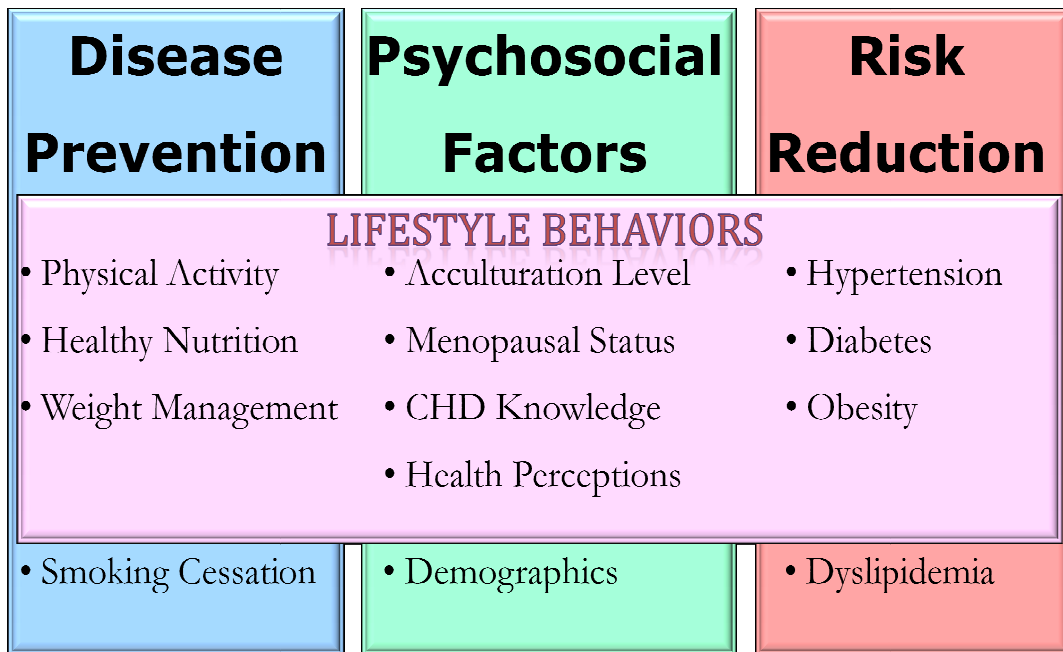 Disease
Prevention
Psychosocial
Factors
Risk
Reduction
LIFESTYLE BEHAVIORS
• Physical Activity
• Healthy Nutrition
• Weight Management
• Acculturation Level
• Menopausal Status
• CHD Knowledge
• Health Perceptions
• Hypertension
• Diabetes
• Obesity
• Smoking Cessation
• Demographics
• Dyslipidemia